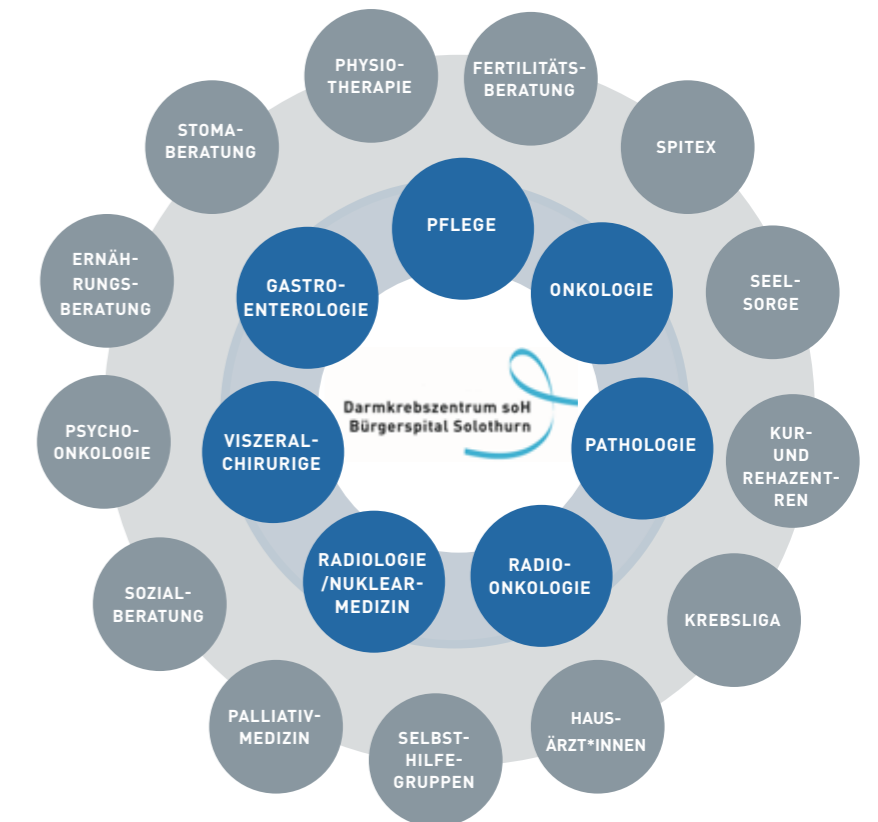 PHYSIO-
THERAPIE
FERTILITÄTS-
BERATUNG
STOMA-
BERATUNG
SPITEX
PFLEGE
ERNÄH-
RUNGS-
BERATUNG
GASTRO-
ENTEROLOGIE
ONKOLOGIE
SEEL-
SORGE
Darmkrebszentrum soH
Bürgerspital Solothurn
PSYCHO-
ONKOLOGIE
VISZERAL-
CHIRURIGE
PATHOLOGIE
KUR-
UND
REHAZENT-
REN
RADIOLOGIE
/NUKLEAR-
MEDIZIN
RADIO-
ONKOLOGIE
SOZIAL-
BERATUNG
KREBSLIGA
PALLIATIV-
MEDIZIN
SELBST-
HILFE-
GRUPPEN
HAUS-
ÄRZT*INNEN